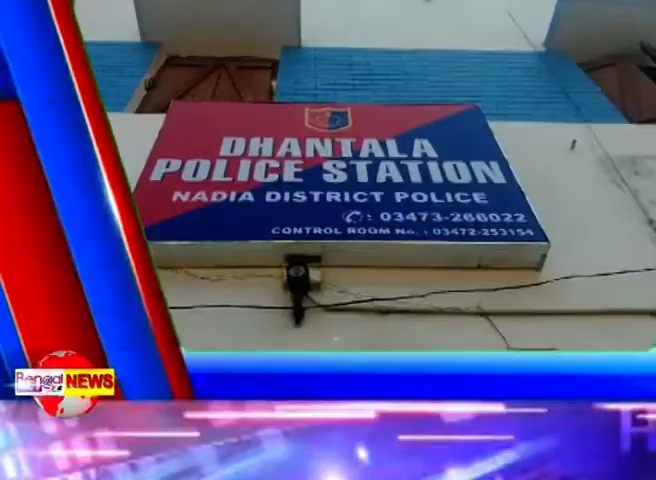 DHANTALA
POLICE STATION
NADIA DISTRICT POLICE
: 03473-266022
CONTROL ROOM No. : 03472-253154
Bengal NEWS